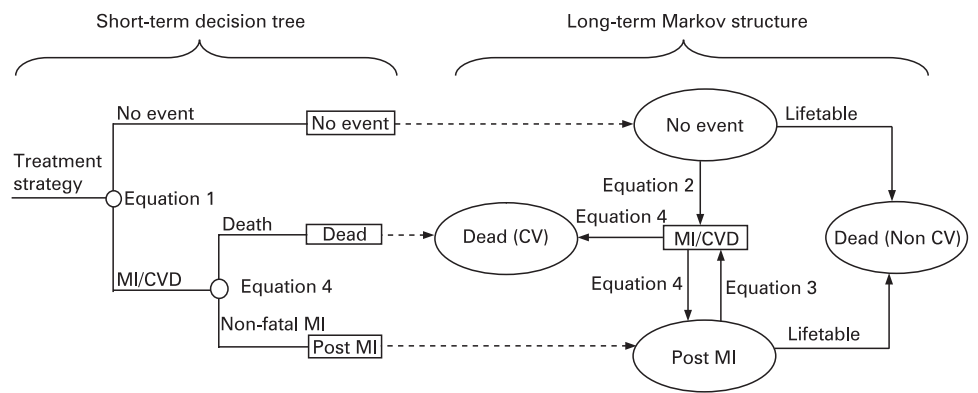 Short-term decision tree
Long-term Markov structure
No event
No event
No event
Lifetable
Treatment
strategy
Equation 1
Equation 2
Death
Dead
Dead (CV)
Equation 4
MI/CVD
Dead (Non CV)
MI/CVD
Equation 4
Equation 4
Equation 3
Non-fatal MI
Post MI
Post MI
Lifetable